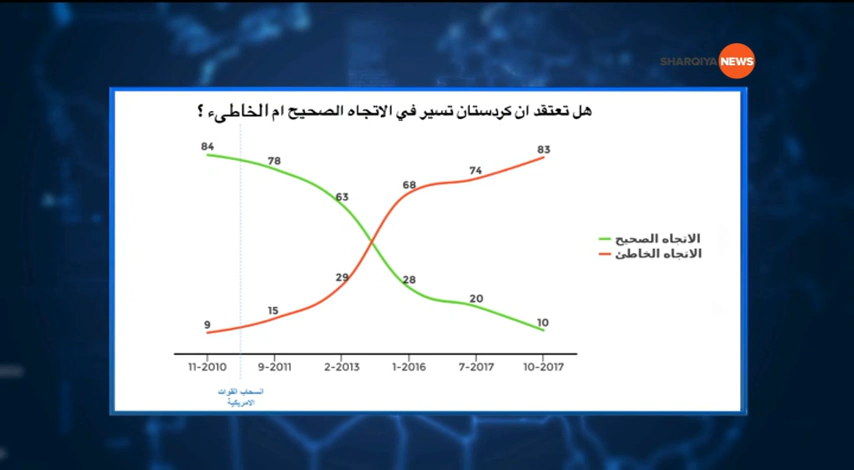 SHARQIYA NEWS
هل تعتقد ان كردستان تسير في الاتجاه الصحيح ام الخاطىء ؟
84
78
63
29
15
9
68
74
83
28
20
10
الاتجاه الصحيح
الاتجاه الخاطئ
11-2010 9-2011 2-2013 1-2016 7-2017 10-2017
انسحاب القوات
الامريكية